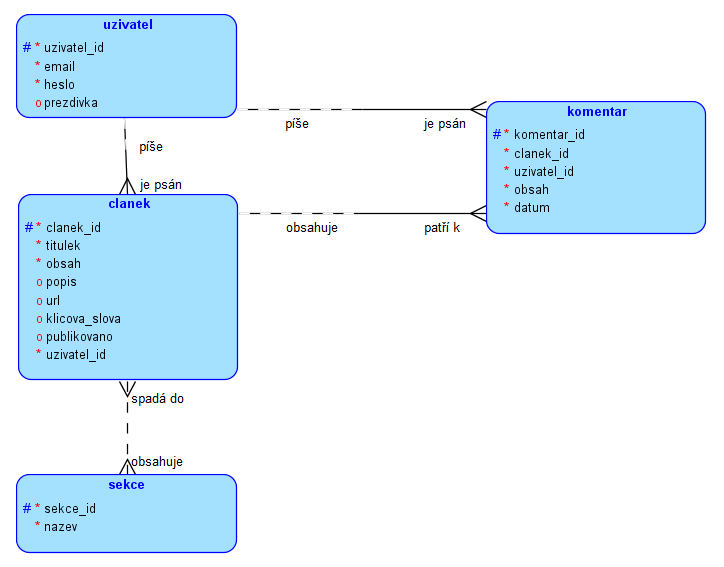 uzivatel
# * uzivatel_id
* email
* heslo
o prezdivka
píše
je psán
píše
je psán
komentar
# * komentar_id
* clanek_id
* uzivatel_id
* obsah
* datum
clanek
# * clanek_id
* titulek
* obsah
o popis
o url
o klicova_slova
o publikovano
* uzivatel_id
obsahuje
patří k
spadá do
obsahuje
sekce
# * sekce_id
* nazev